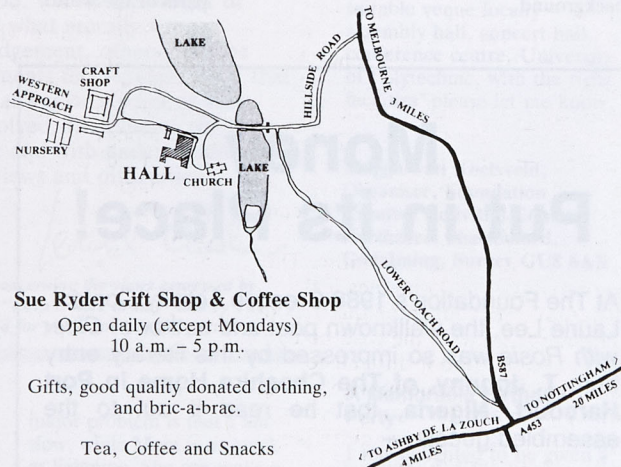 LAKE
CRAFT
SHOP
WESTERN
APPROACH
NURSERY
HALL
CHURCH
LAKE
HILLSIDE ROAD
TO MELBOURNE 3 MILES
LOWER COACH ROAD
B587
TO NOTTINGHAM
20 MILES
A453
TO ASHBY DE LA ZOUCH
4 MILES
Sue Ryder Gift Shop & Coffee Shop
Open daily (except Mondays)
10 a.m. – 5 p.m.
Gifts, good quality donated clothing,
and bric-a-brac.
Tea, Coffee and Snacks